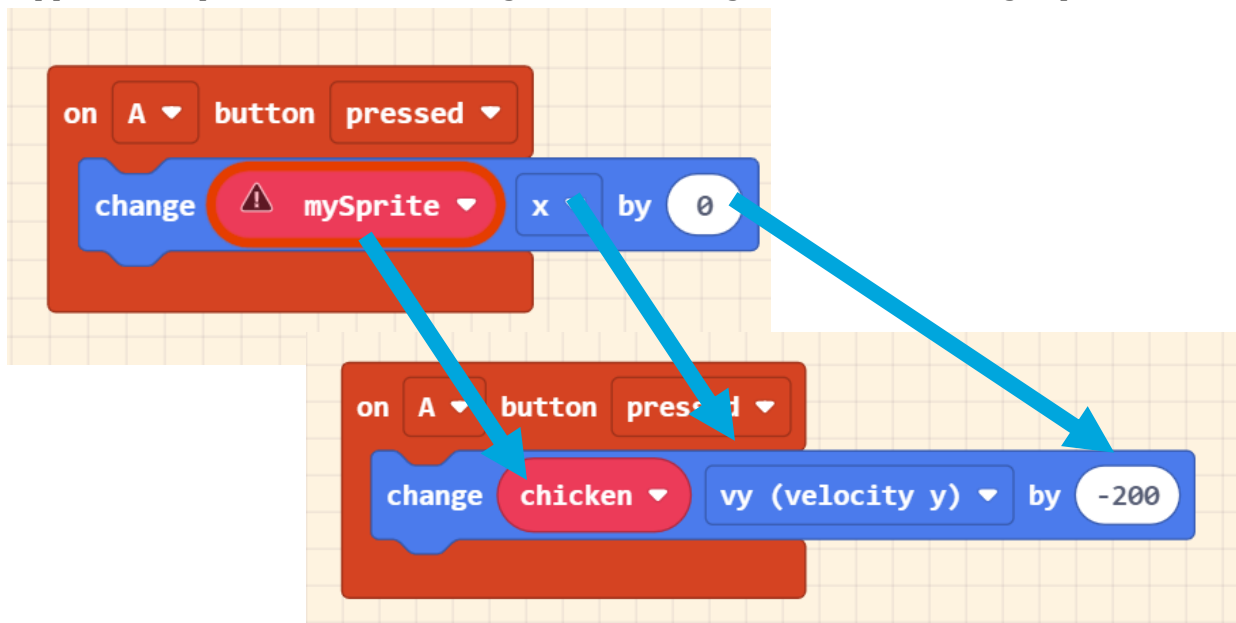 on A button pressed
change mySprite x by 0
on A button pressed
change chicken vy (velocity y) by -200